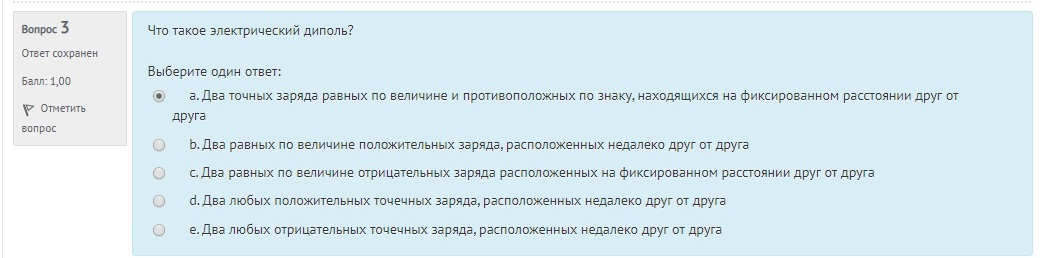 Вопрос 3
Ответ сохранен
Балл: 1,00
Отметить
вопрос
Что такое электрический диполь?
Выберите один ответ:
a. Два точных заряда равных по величине и противоположных по знаку, находящихся на фиксированном расстоянии друг от
друга
b. Два равных по величине положительных заряда, расположенных недалеко друг от друга
c. Два равных по величине отрицательных заряда расположенных на фиксированном расстоянии друг от друга
d. Два любых положительных точечных заряда, расположенных недалеко друг от друга
e. Два любых отрицательных точечных заряда, расположенных недалеко друг от друга